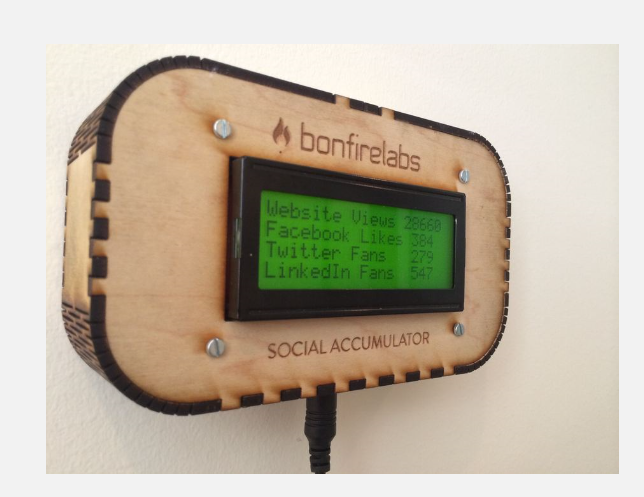 bonfirelabs
Website Views 28660
Facebook Likes 384
Twitter Fans 279
LinkedIn Fans 547
SOCIAL ACCUMULATOR